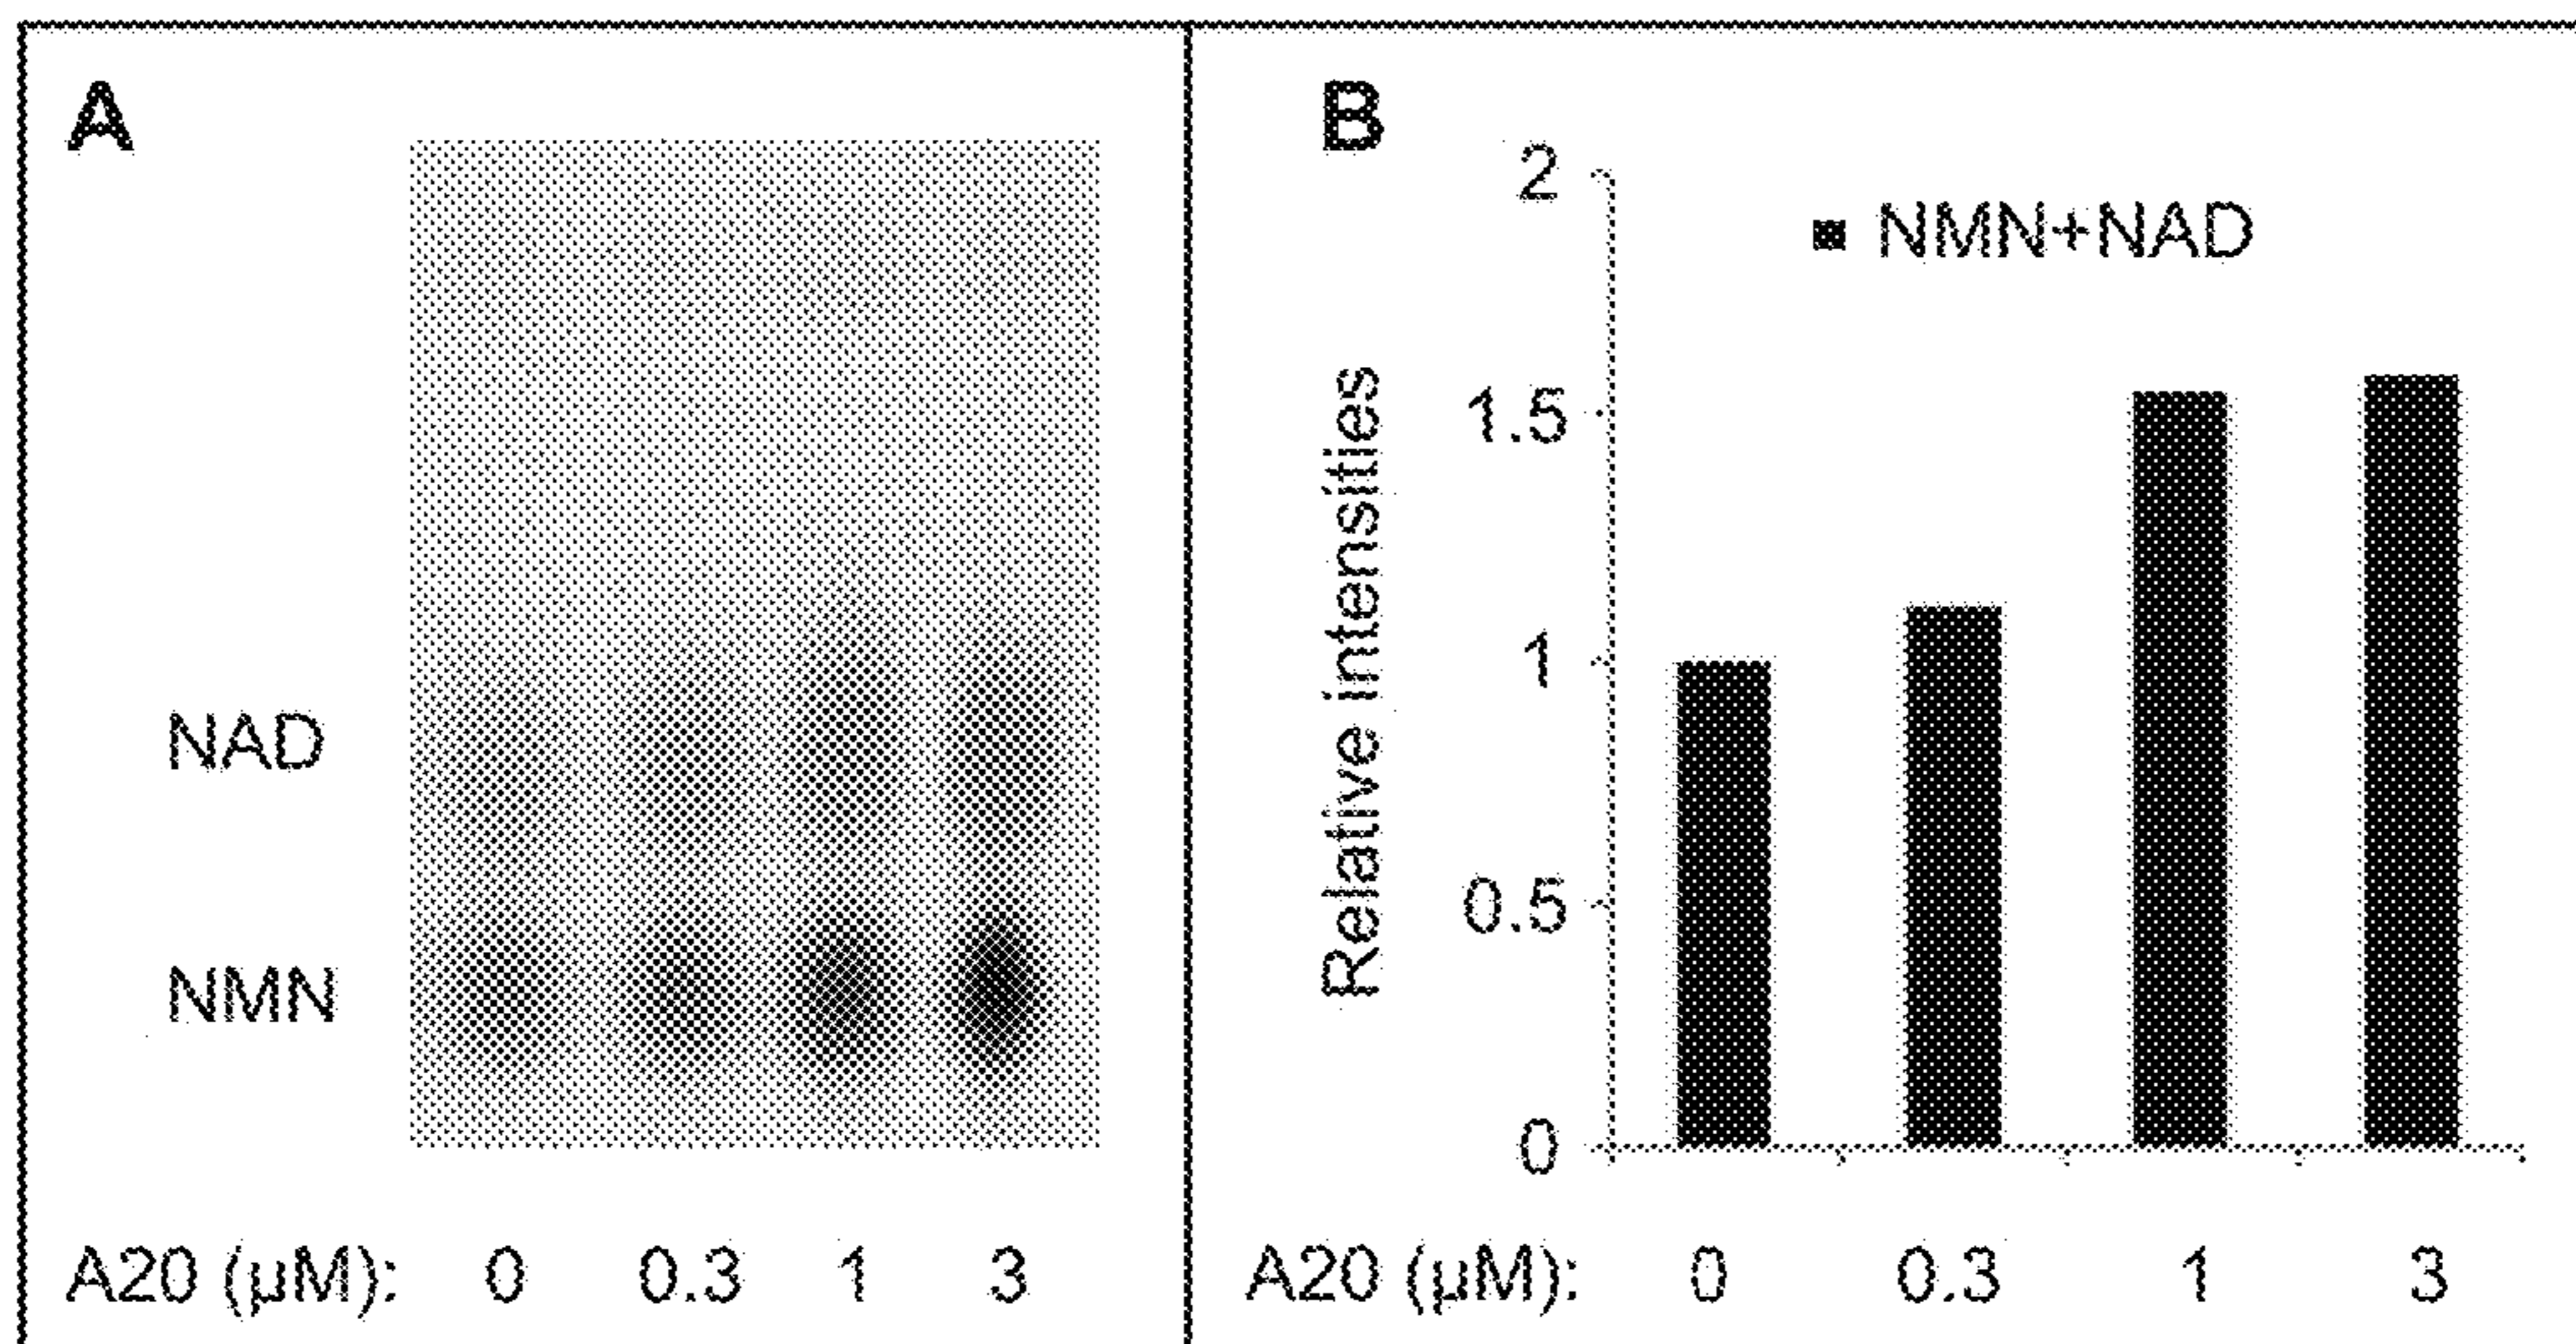 A
NAD
NMN
A20 (µM): 0 0.3 1 3
B
2
NMN+NAD
1.5
1
0.5
0
Relative intensities
A20 (µM): 0 0.3 1 3